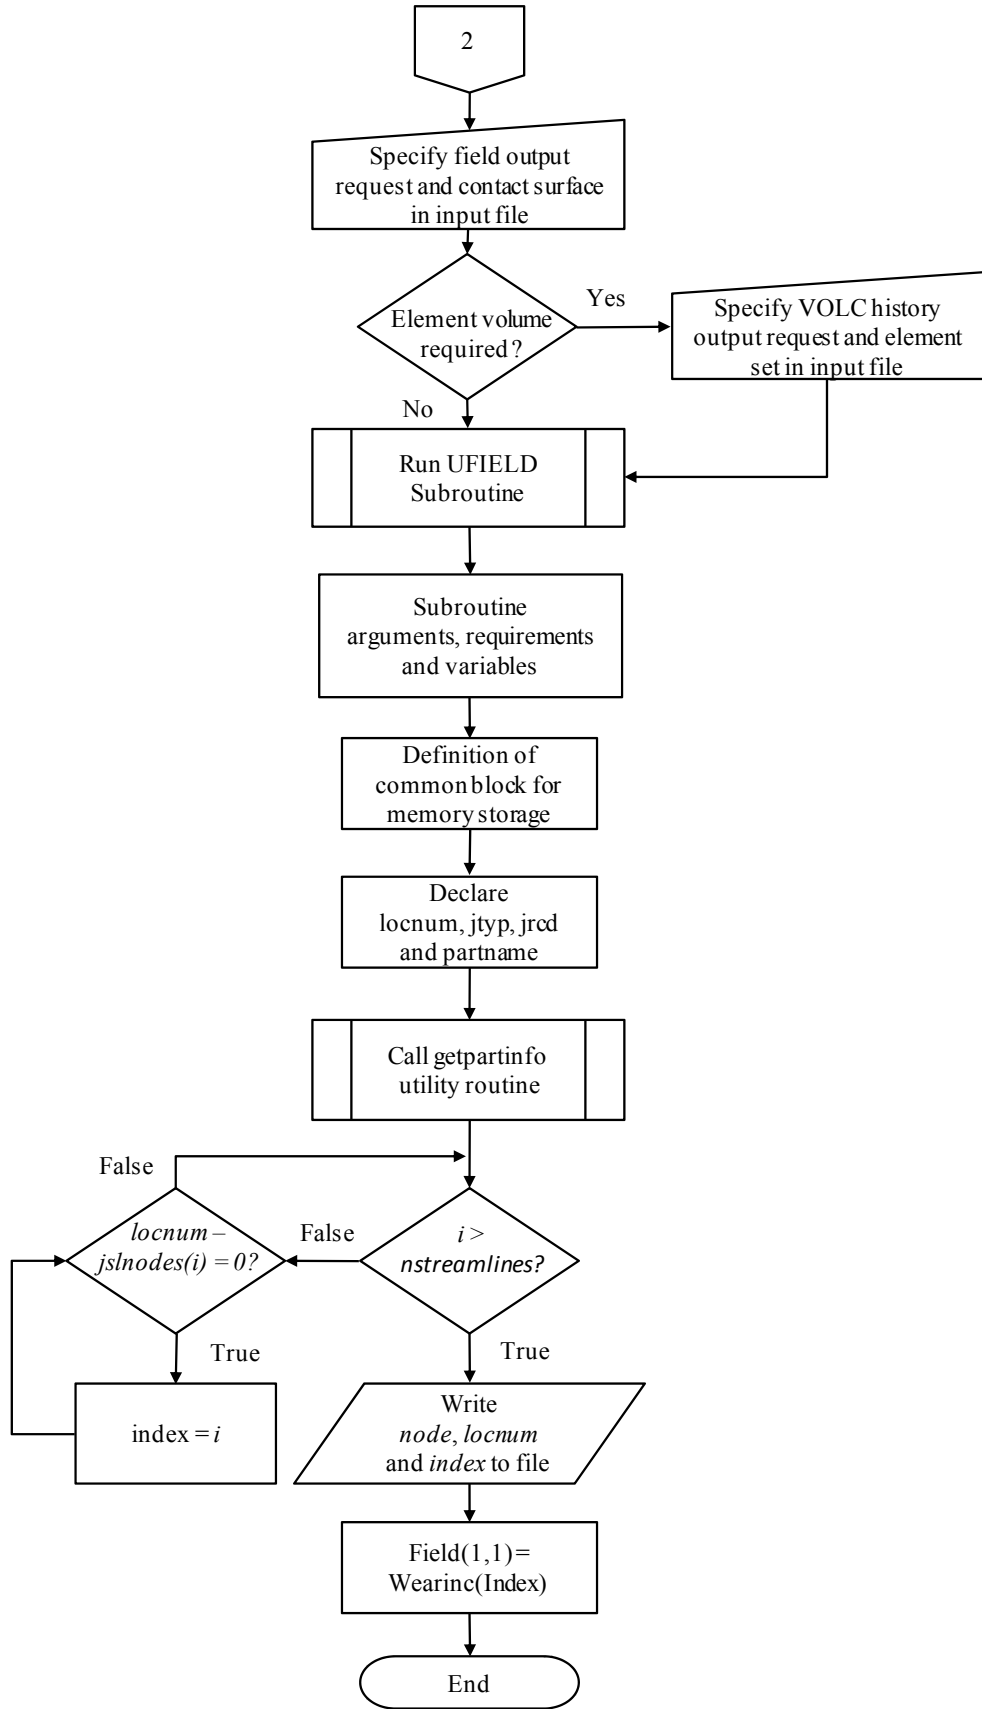 2
Specify field output
request and contact surface
in input file
Element volume
required?
Yes
Specify VOLC history
output request and element
set in input file
No
Run UFIELD
Subroutine
Subroutine
arguments, requirements
and variables
Definition of
common block for
memory storage
Declare
locnum, jtyp, jrcd
and partname
Call getpartinfo
utility routine
False
locnum –
jslnodes(i) = 0?
False
i >
nstreamlines?
True
True
index = i
Write
node, locnum
and index to file
Field(1,1)=
Wearinc(Index)
End